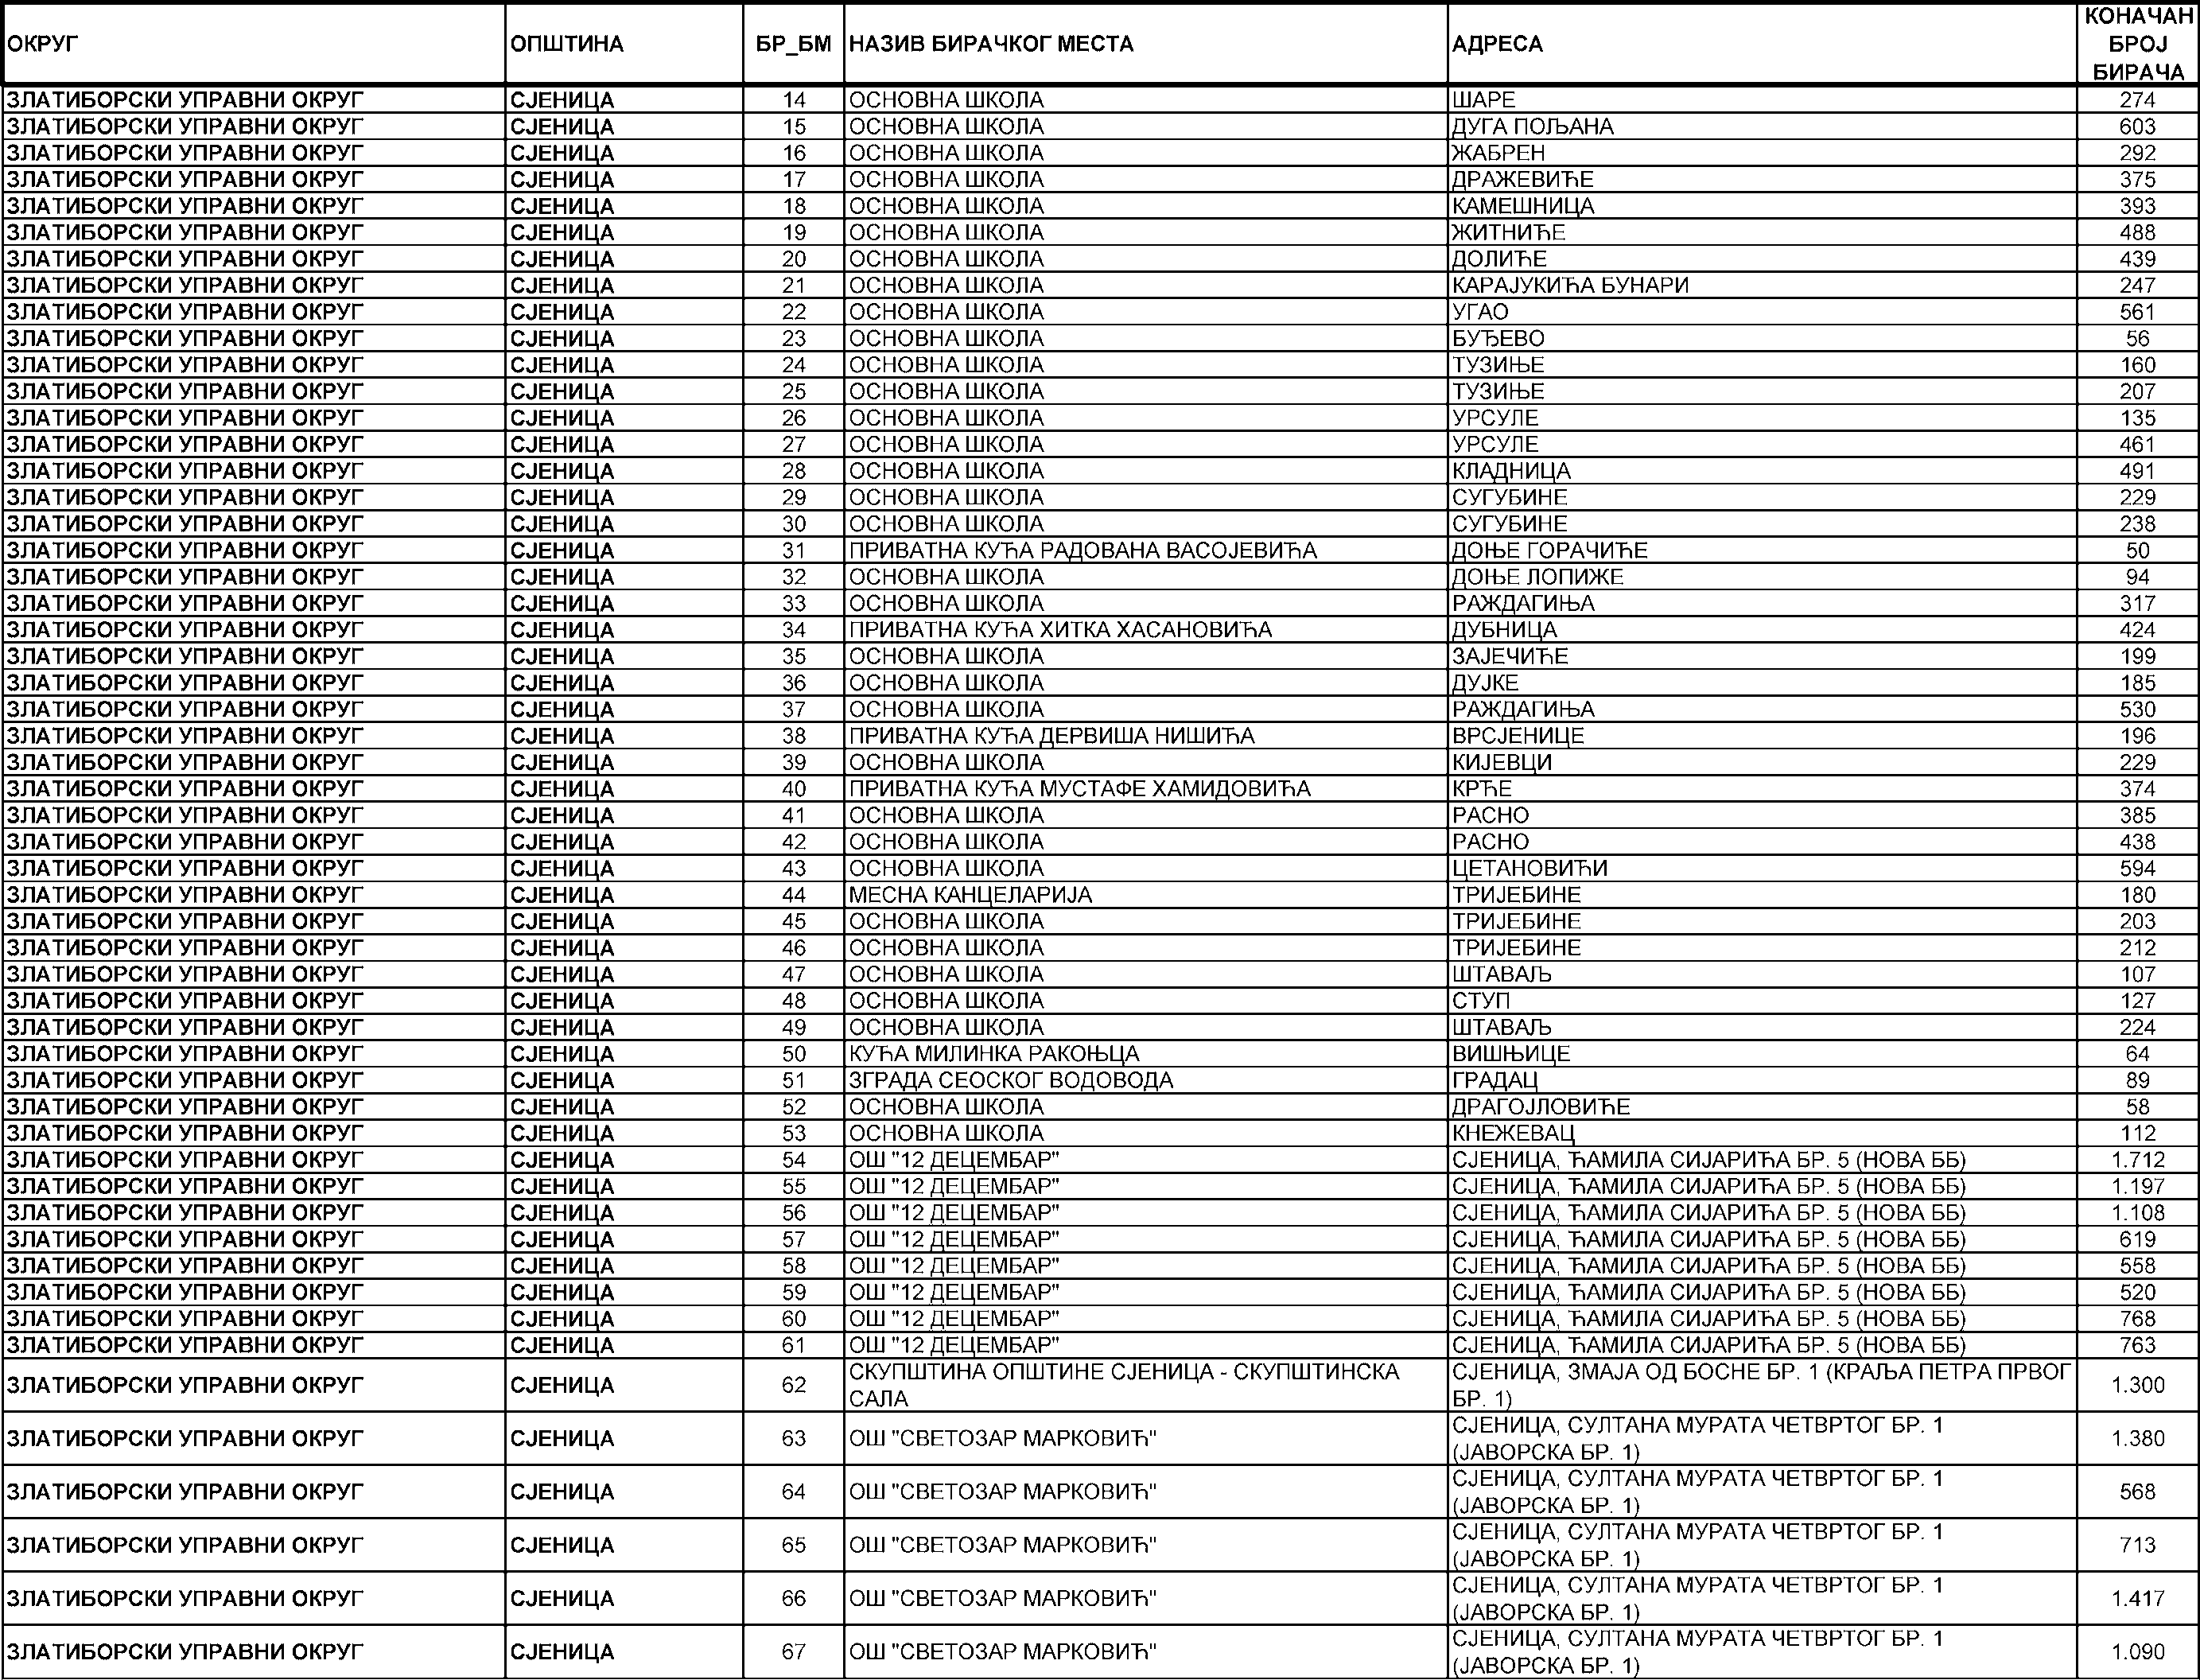 ОКРУГ ОПШТИНА БР_БМ НАЗИВ БИРАЧКОГ МЕСТА АДРЕСА КОНАЧАН БРОЈ БИРАЧА
ЗЛАТИБОРСКИ УПРАВНИ ОКРУГ СЈЕНИЦА 14 ОСНОВНА ШКОЛА ШАРЕ 274
ЗЛАТИБОРСКИ УПРАВНИ ОКРУГ СЈЕНИЦА 15 ОСНОВНА ШКОЛА ДУГА ПОЉАНА 603
ЗЛАТИБОРСКИ УПРАВНИ ОКРУГ СЈЕНИЦА 16 ОСНОВНА ШКОЛА ЖАБРЕН 292
ЗЛАТИБОРСКИ УПРАВНИ ОКРУГ СЈЕНИЦА 17 ОСНОВНА ШКОЛА ДРАЖЕВИЋЕ 375
ЗЛАТИБОРСКИ УПРАВНИ ОКРУГ СЈЕНИЦА 18 ОСНОВНА ШКОЛА КАМЕШНИЦА 393
ЗЛАТИБОРСКИ УПРАВНИ ОКРУГ СЈЕНИЦА 19 ОСНОВНА ШКОЛА ЖИТНИЋЕ 488
ЗЛАТИБОРСКИ УПРАВНИ ОКРУГ СЈЕНИЦА 20 ОСНОВНА ШКОЛА ДОЛИЋЕ 439
ЗЛАТИБОРСКИ УПРАВНИ ОКРУГ СЈЕНИЦА 21 ОСНОВНА ШКОЛА КАРАЈУКИЋА БУНАРИ 247
ЗЛАТИБОРСКИ УПРАВНИ ОКРУГ СЈЕНИЦА 22 ОСНОВНА ШКОЛА УГАО 561
ЗЛАТИБОРСКИ УПРАВНИ ОКРУГ СЈЕНИЦА 23 ОСНОВНА ШКОЛА БУЂЕВО 56
ЗЛАТИБОРСКИ УПРАВНИ ОКРУГ СЈЕНИЦА 24 ОСНОВНА ШКОЛА ТУЗИЊЕ 160
ЗЛАТИБОРСКИ УПРАВНИ ОКРУГ СЈЕНИЦА 25 ОСНОВНА ШКОЛА ТУЗИЊЕ 207
ЗЛАТИБОРСКИ УПРАВНИ ОКРУГ СЈЕНИЦА 26 ОСНОВНА ШКОЛА УРСУЛЕ 135
ЗЛАТИБОРСКИ УПРАВНИ ОКРУГ СЈЕНИЦА 27 ОСНОВНА ШКОЛА УРСУЛЕ 461
ЗЛАТИБОРСКИ УПРАВНИ ОКРУГ СЈЕНИЦА 28 ОСНОВНА ШКОЛА КЛАДНИЦА 491
ЗЛАТИБОРСКИ УПРАВНИ ОКРУГ СЈЕНИЦА 29 ОСНОВНА ШКОЛА СУГУБИНЕ 229
ЗЛАТИБОРСКИ УПРАВНИ ОКРУГ СЈЕНИЦА 30 ОСНОВНА ШКОЛА СУГУБИНЕ 238
ЗЛАТИБОРСКИ УПРАВНИ ОКРУГ СЈЕНИЦА 31 ПРИВАТНА КУЋА РАДОВАНА ВАСОЈЕВИЋА ДОЊЕ ГОРАЧИЋЕ 50
ЗЛАТИБОРСКИ УПРАВНИ ОКРУГ СЈЕНИЦА 32 ОСНОВНА ШКОЛА ДОЊЕ ЛОПИЖЕ 94
ЗЛАТИБОРСКИ УПРАВНИ ОКРУГ СЈЕНИЦА 33 ОСНОВНА ШКОЛА РАЖДАГИЊА 317
ЗЛАТИБОРСКИ УПРАВНИ ОКРУГ СЈЕНИЦА 34 ПРИВАТНА КУЋА ХИТКА ХАСАНОВИЋА ДУБНИЦА 424
ЗЛАТИБОРСКИ УПРАВНИ ОКРУГ СЈЕНИЦА 35 ОСНОВНА ШКОЛА ЗАЈЕЧИЋЕ 199
ЗЛАТИБОРСКИ УПРАВНИ ОКРУГ СЈЕНИЦА 36 ОСНОВНА ШКОЛА ДУЈКЕ 185
ЗЛАТИБОРСКИ УПРАВНИ ОКРУГ СЈЕНИЦА 37 ОСНОВНА ШКОЛА РАЖДАГИЊА 530
ЗЛАТИБОРСКИ УПРАВНИ ОКРУГ СЈЕНИЦА 38 ПРИВАТНА КУЋА ДЕРВИША НИШИЋА ВРСЈЕНИЦЕ 196
ЗЛАТИБОРСКИ УПРАВНИ ОКРУГ СЈЕНИЦА 39 ОСНОВНА ШКОЛА КИЈЕВЦИ 229
ЗЛАТИБОРСКИ УПРАВНИ ОКРУГ СЈЕНИЦА 40 ПРИВАТНА КУЋА МУСТАФЕ ХАМИДОВИЋА КРЋЕ 374
ЗЛАТИБОРСКИ УПРАВНИ ОКРУГ СЈЕНИЦА 41 ОСНОВНА ШКОЛА РАСНО 385
ЗЛАТИБОРСКИ УПРАВНИ ОКРУГ СЈЕНИЦА 42 ОСНОВНА ШКОЛА РАСНО 438
ЗЛАТИБОРСКИ УПРАВНИ ОКРУГ СЈЕНИЦА 43 ОСНОВНА ШКОЛА ЦЕТАНОВИЋИ 594
ЗЛАТИБОРСКИ УПРАВНИ ОКРУГ СЈЕНИЦА 44 МЕСНА КАНЦЕЛАРИЈА ТРИЈЕБИНЕ 180
ЗЛАТИБОРСКИ УПРАВНИ ОКРУГ СЈЕНИЦА 45 ОСНОВНА ШКОЛА ТРИЈЕБИНЕ 203
ЗЛАТИБОРСКИ УПРАВНИ ОКРУГ СЈЕНИЦА 46 ОСНОВНА ШКОЛА ТРИЈЕБИНЕ 212
ЗЛАТИБОРСКИ УПРАВНИ ОКРУГ СЈЕНИЦА 47 ОСНОВНА ШКОЛА ШТАВАЉ 107
ЗЛАТИБОРСКИ УПРАВНИ ОКРУГ СЈЕНИЦА 48 ОСНОВНА ШКОЛА СТУП 127
ЗЛАТИБОРСКИ УПРАВНИ ОКРУГ СЈЕНИЦА 49 ОСНОВНА ШКОЛА ШТАВАЉ 224
ЗЛАТИБОРСКИ УПРАВНИ ОКРУГ СЈЕНИЦА 50 КУЋА МИЛИНКА РАКОЊЦА ВИШЊИЦЕ 64
ЗЛАТИБОРСКИ УПРАВНИ ОКРУГ СЈЕНИЦА 51 ЗГРАДА СЕОСКОГ ВОДОВОДА ГРАДАЦ 89
ЗЛАТИБОРСКИ УПРАВНИ ОКРУГ СЈЕНИЦА 52 ОСНОВНА ШКОЛА ДРАГОЈЛОВИЋЕ 58
ЗЛАТИБОРСКИ УПРАВНИ ОКРУГ СЈЕНИЦА 53 ОСНОВНА ШКОЛА КНЕЖЕВАЦ 112
ЗЛАТИБОРСКИ УПРАВНИ ОКРУГ СЈЕНИЦА 54 ОШ "12 ДЕЦЕМБАР" СЈЕНИЦА, ЋАМИЛА СИЈАРИЋА БР. 5 (НОВА ББ) 1.712
ЗЛАТИБОРСКИ УПРАВНИ ОКРУГ СЈЕНИЦА 55 ОШ "12 ДЕЦЕМБАР" СЈЕНИЦА, ЋАМИЛА СИЈАРИЋА БР. 5 (НОВА ББ) 1.197
ЗЛАТИБОРСКИ УПРАВНИ ОКРУГ СЈЕНИЦА 56 ОШ "12 ДЕЦЕМБАР" СЈЕНИЦА, ЋАМИЛА СИЈАРИЋА БР. 5 (НОВА ББ) 1.108
ЗЛАТИБОРСКИ УПРАВНИ ОКРУГ СЈЕНИЦА 57 ОШ "12 ДЕЦЕМБАР" СЈЕНИЦА, ЋАМИЛА СИЈАРИЋА БР. 5 (НОВА ББ) 619
ЗЛАТИБОРСКИ УПРАВНИ ОКРУГ СЈЕНИЦА 58 ОШ "12 ДЕЦЕМБАР" СЈЕНИЦА, ЋАМИЛА СИЈАРИЋА БР. 5 (НОВА ББ) 558
ЗЛАТИБОРСКИ УПРАВНИ ОКРУГ СЈЕНИЦА 59 ОШ "12 ДЕЦЕМБАР" СЈЕНИЦА, ЋАМИЛА СИЈАРИЋА БР. 5 (НОВА ББ) 520
ЗЛАТИБОРСКИ УПРАВНИ ОКРУГ СЈЕНИЦА 60 ОШ "12 ДЕЦЕМБАР" СЈЕНИЦА, ЋАМИЛА СИЈАРИЋА БР. 5 (НОВА ББ) 768
ЗЛАТИБОРСКИ УПРАВНИ ОКРУГ СЈЕНИЦА 61 ОШ "12 ДЕЦЕМБАР" СЈЕНИЦА, ЋАМИЛА СИЈАРИЋА БР. 5 (НОВА ББ) 763
ЗЛАТИБОРСКИ УПРАВНИ ОКРУГ СЈЕНИЦА 62 СКУПШТИНА ОПШТИНЕ СЈЕНИЦА - СКУПШТИНСКА САЛА СЈЕНИЦА, ЗМАЈА ОД БОСНЕ БР. 1 (КРАЉА ПЕТРА ПРВОГ БР. 1) 1.300
ЗЛАТИБОРСКИ УПРАВНИ ОКРУГ СЈЕНИЦА 63 ОШ "СВЕТОЗАР МАРКОВИЋ" СЈЕНИЦА, СУЛТАНА МУРАТА ЧЕТВРТОГ БР. 1 (ЈАВОРСКА БР. 1) 1.380
ЗЛАТИБОРСКИ УПРАВНИ ОКРУГ СЈЕНИЦА 64 ОШ "СВЕТОЗАР МАРКОВИЋ" СЈЕНИЦА, СУЛТАНА МУРАТА ЧЕТВРТОГ БР. 1 (ЈАВОРСКА БР. 1) 568
ЗЛАТИБОРСКИ УПРАВНИ ОКРУГ СЈЕНИЦА 65 ОШ "СВЕТОЗАР МАРКОВИЋ" СЈЕНИЦА, СУЛТАНА МУРАТА ЧЕТВРТОГ БР. 1 (ЈАВОРСКА БР. 1) 713
ЗЛАТИБОРСКИ УПРАВНИ ОКРУГ СЈЕНИЦА 66 ОШ "СВЕТОЗАР МАРКОВИЋ" СЈЕНИЦА, СУЛТАНА МУРАТА ЧЕТВРТОГ БР. 1 (ЈАВОРСКА БР. 1) 1.417
ЗЛАТИБОРСКИ УПРАВНИ ОКРУГ СЈЕНИЦА 67 ОШ "СВЕТОЗАР МАРКОВИЋ" СЈЕНИЦА, СУЛТАНА МУРАТА ЧЕТВРТОГ БР. 1 (ЈАВОРСКА БР. 1) 1.090